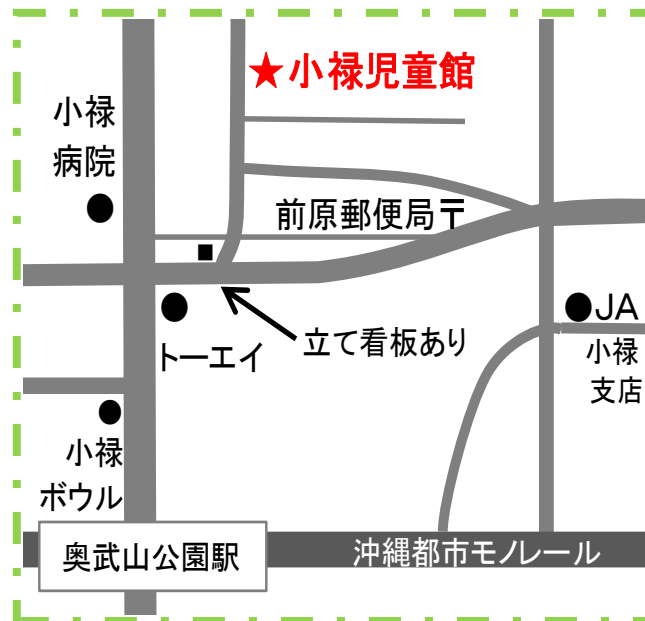 ★小禄児童館
小禄
病院
前原郵便局〒
JA
小禄
支店
立て看板あり
トーエイ
小禄
ボウル
奥武山公園駅
沖縄都市モノレール